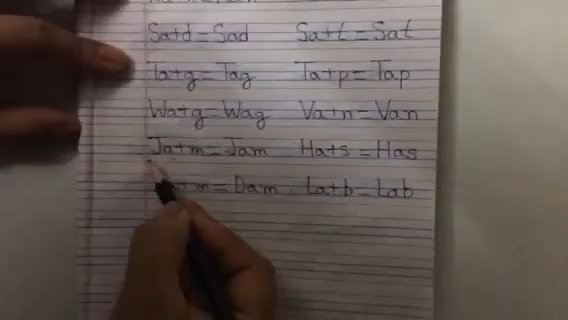 Sa+d = Sad Sa+t = Sat
Ta+g = Tag Ta+p = Tap
Wa+g = Wag Va+n = Van
Ja+m = Jam Ha+s = Has
+m = Dam La+b = Lab